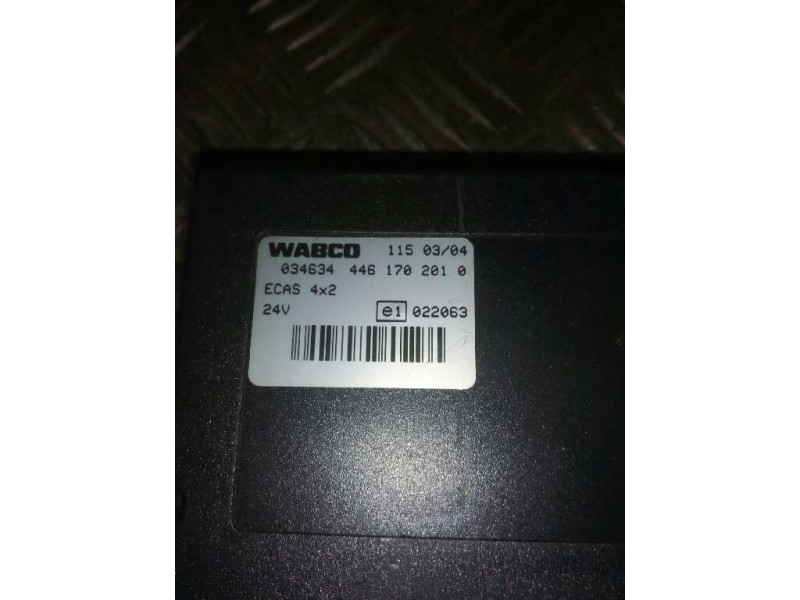 WABCO 115 03/04
034634 446 170 201 0
ECAS 4x2
24V e1 022063